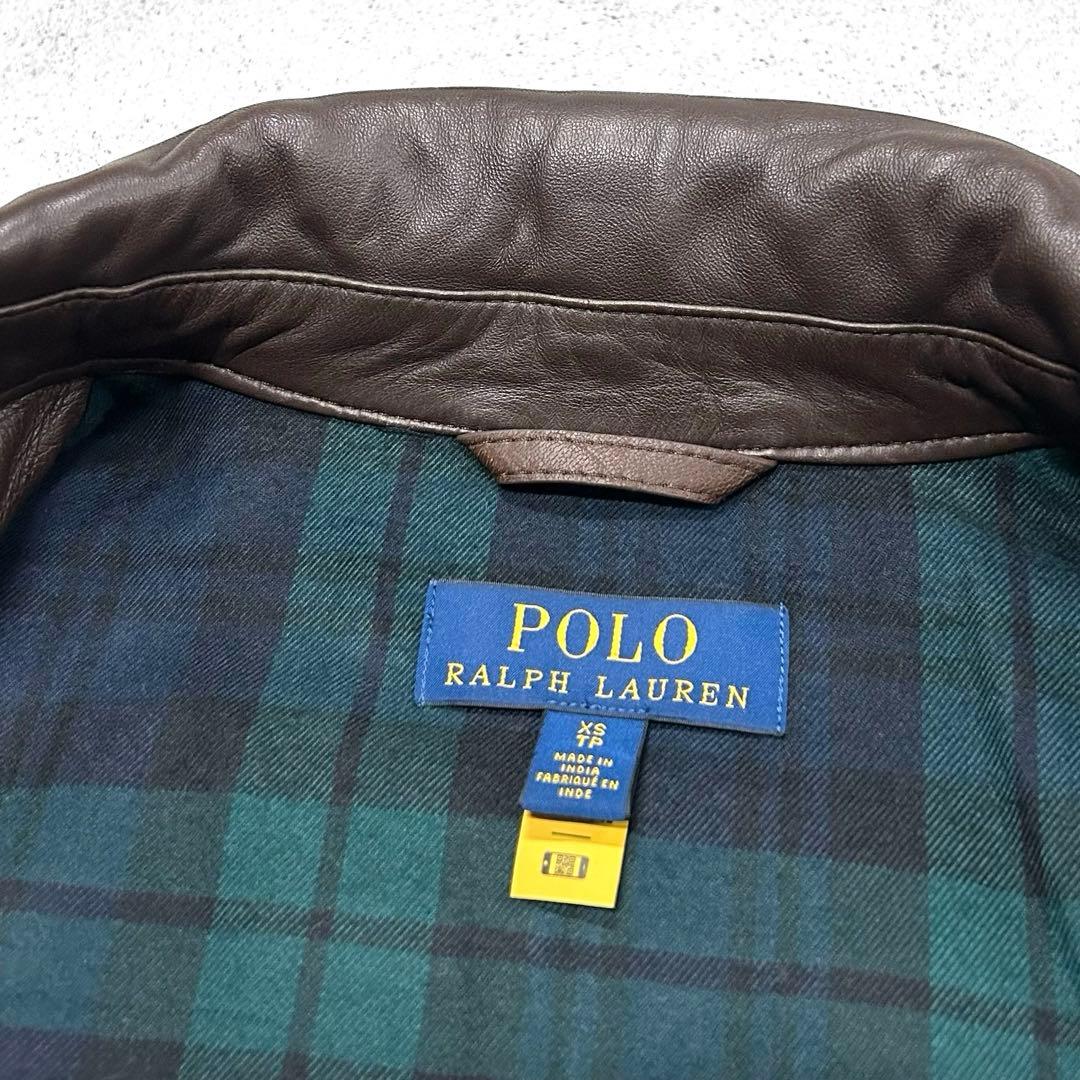 POLO
RALPH LAUREN
XS
TP
MADE IN
INDIA
FABRIQUÉ EN
INDE